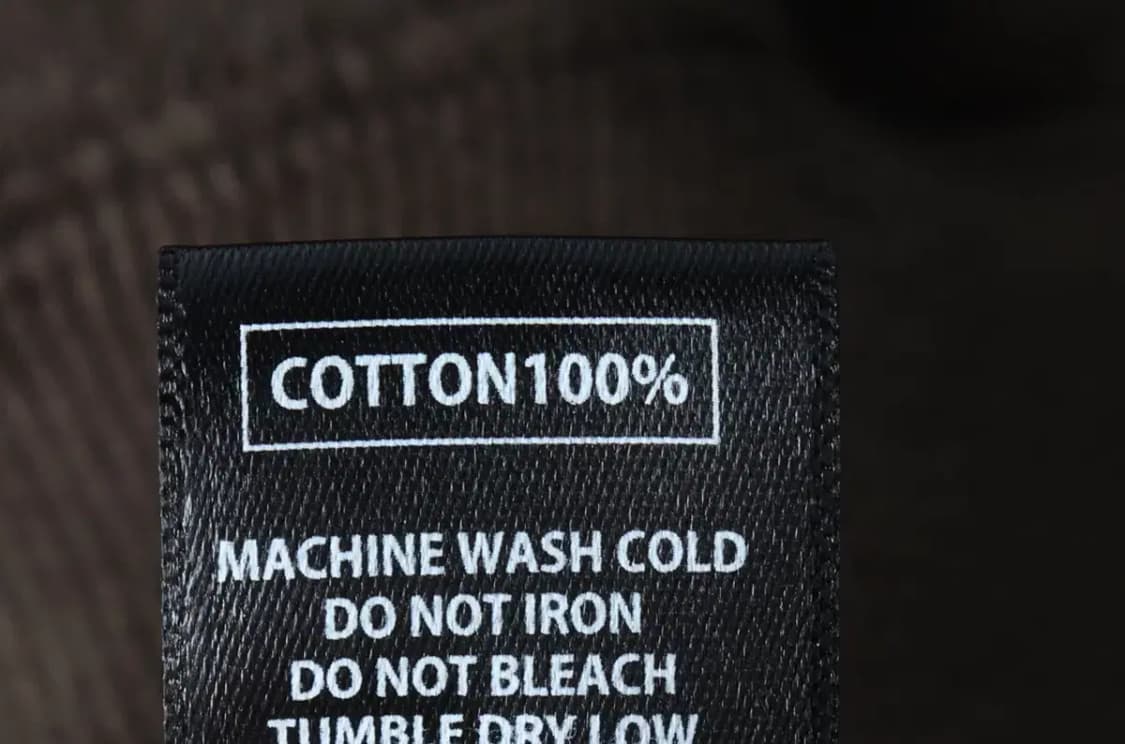 COTTON100%
MACHINE WASH COLD
DO NOT IRON
DO NOT BLEACH
TUMBLE DRY LOW